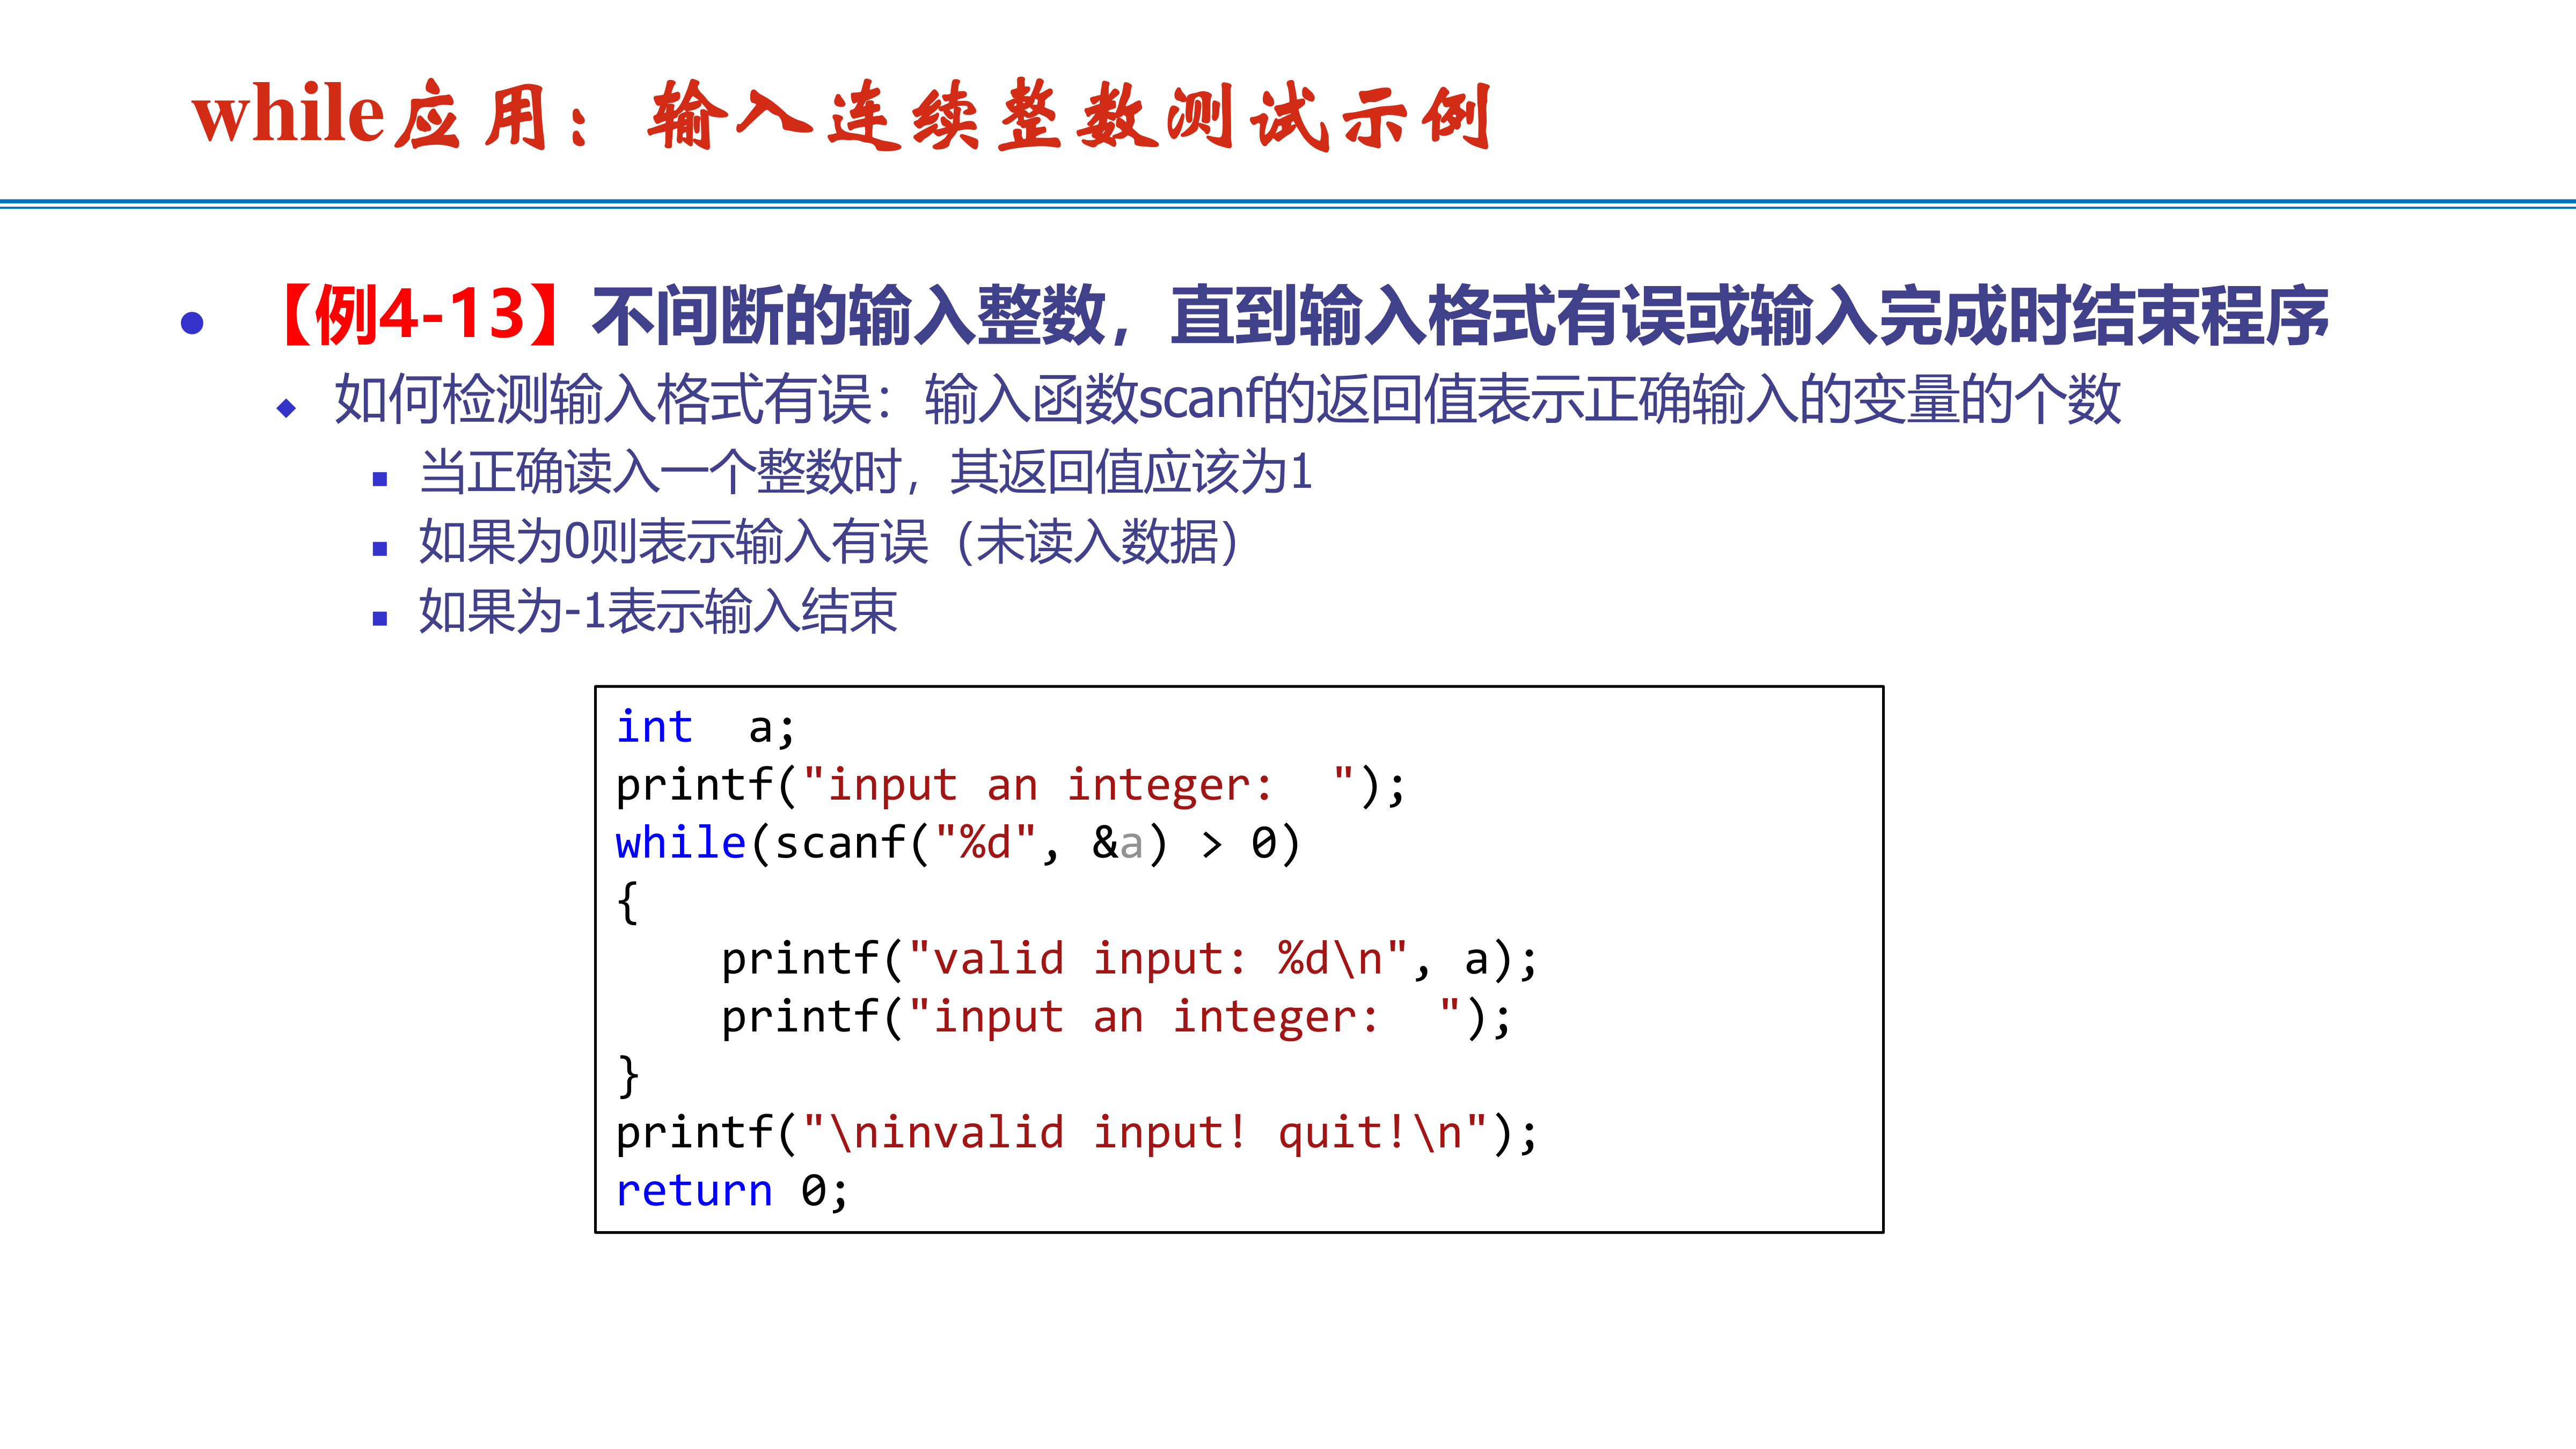 while应用：输入连续整数测试示例
【例4-13】不间断的输入整数，直到输入格式有误或输入完成时结束程序
如何检测输入格式有误：输入函数scanf的返回值表示正确输入的变量的个数
当正确读入一个整数时，其返回值应该为1
如果为0则表示输入有误（未读入数据）
如果为-1表示输入结束
int  a;
printf("input an integer:  ");
while(scanf("%d", &a) > 0)
{
    printf("valid input: %d\n", a);
    printf("input an integer:  ");
}
printf("\ninvalid input! quit!\n");
return 0;